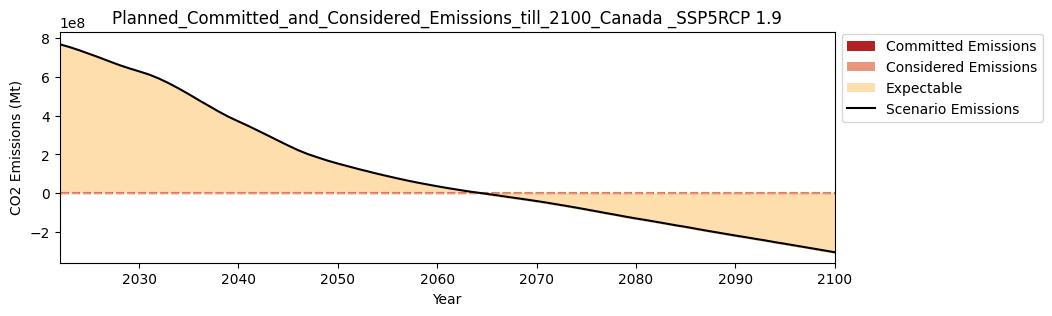 Planned_Committed_and_Considered_Emissions_till_2100_Canada _SSP5RCP 1.9
1e8
8
6
4
2
0
−2
CO2 Emissions (Mt)
2030 2040 2050 2060 2070 2080 2090 2100
Year
Committed Emissions
Considered Emissions
Expectable
Scenario Emissions